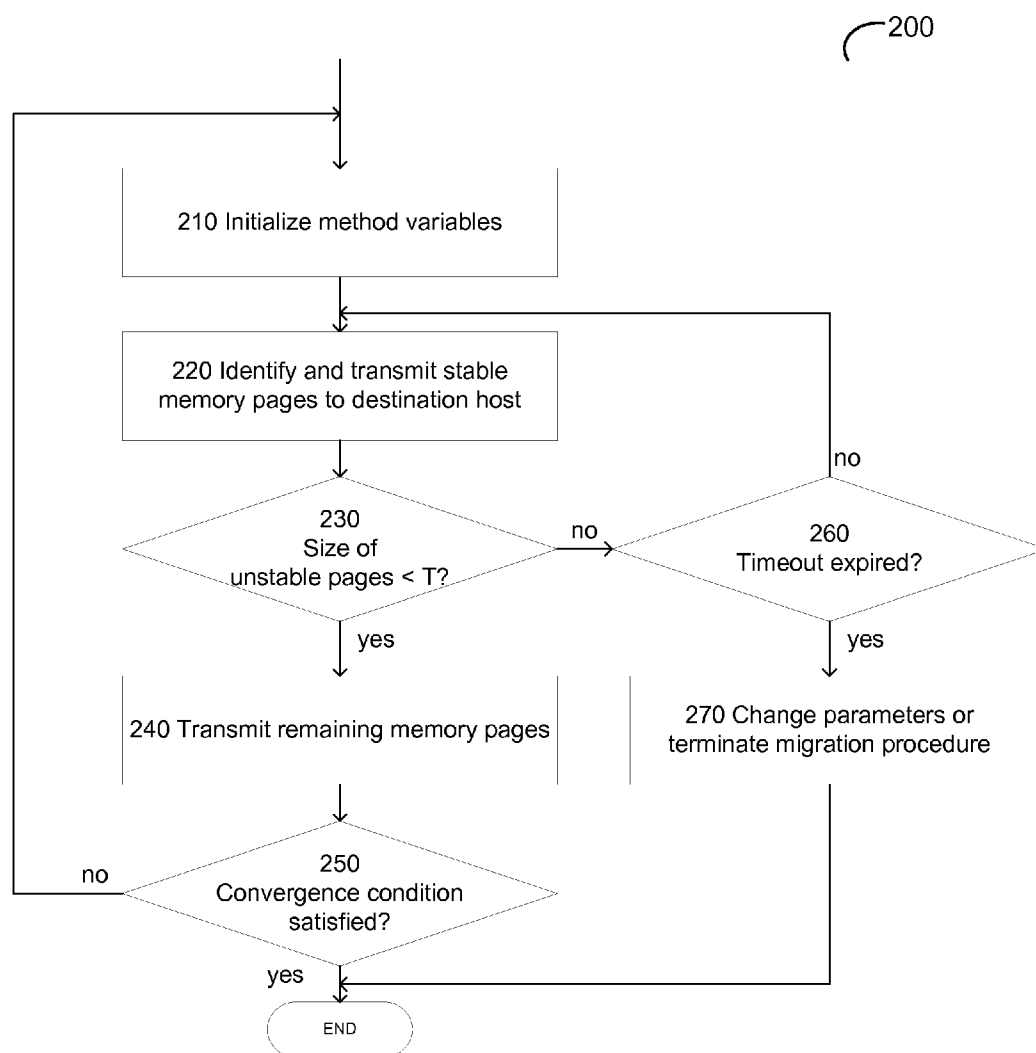 200
210 Initialize method variables
220 Identify and transmit stable
memory pages to destination host
no
230
Size of
unstable pages < T?
no
260
Timeout expired?
yes
yes
240 Transmit remaining memory pages
270 Change parameters or
terminate migration procedure
no
250
Convergence condition
satisfied?
yes
END